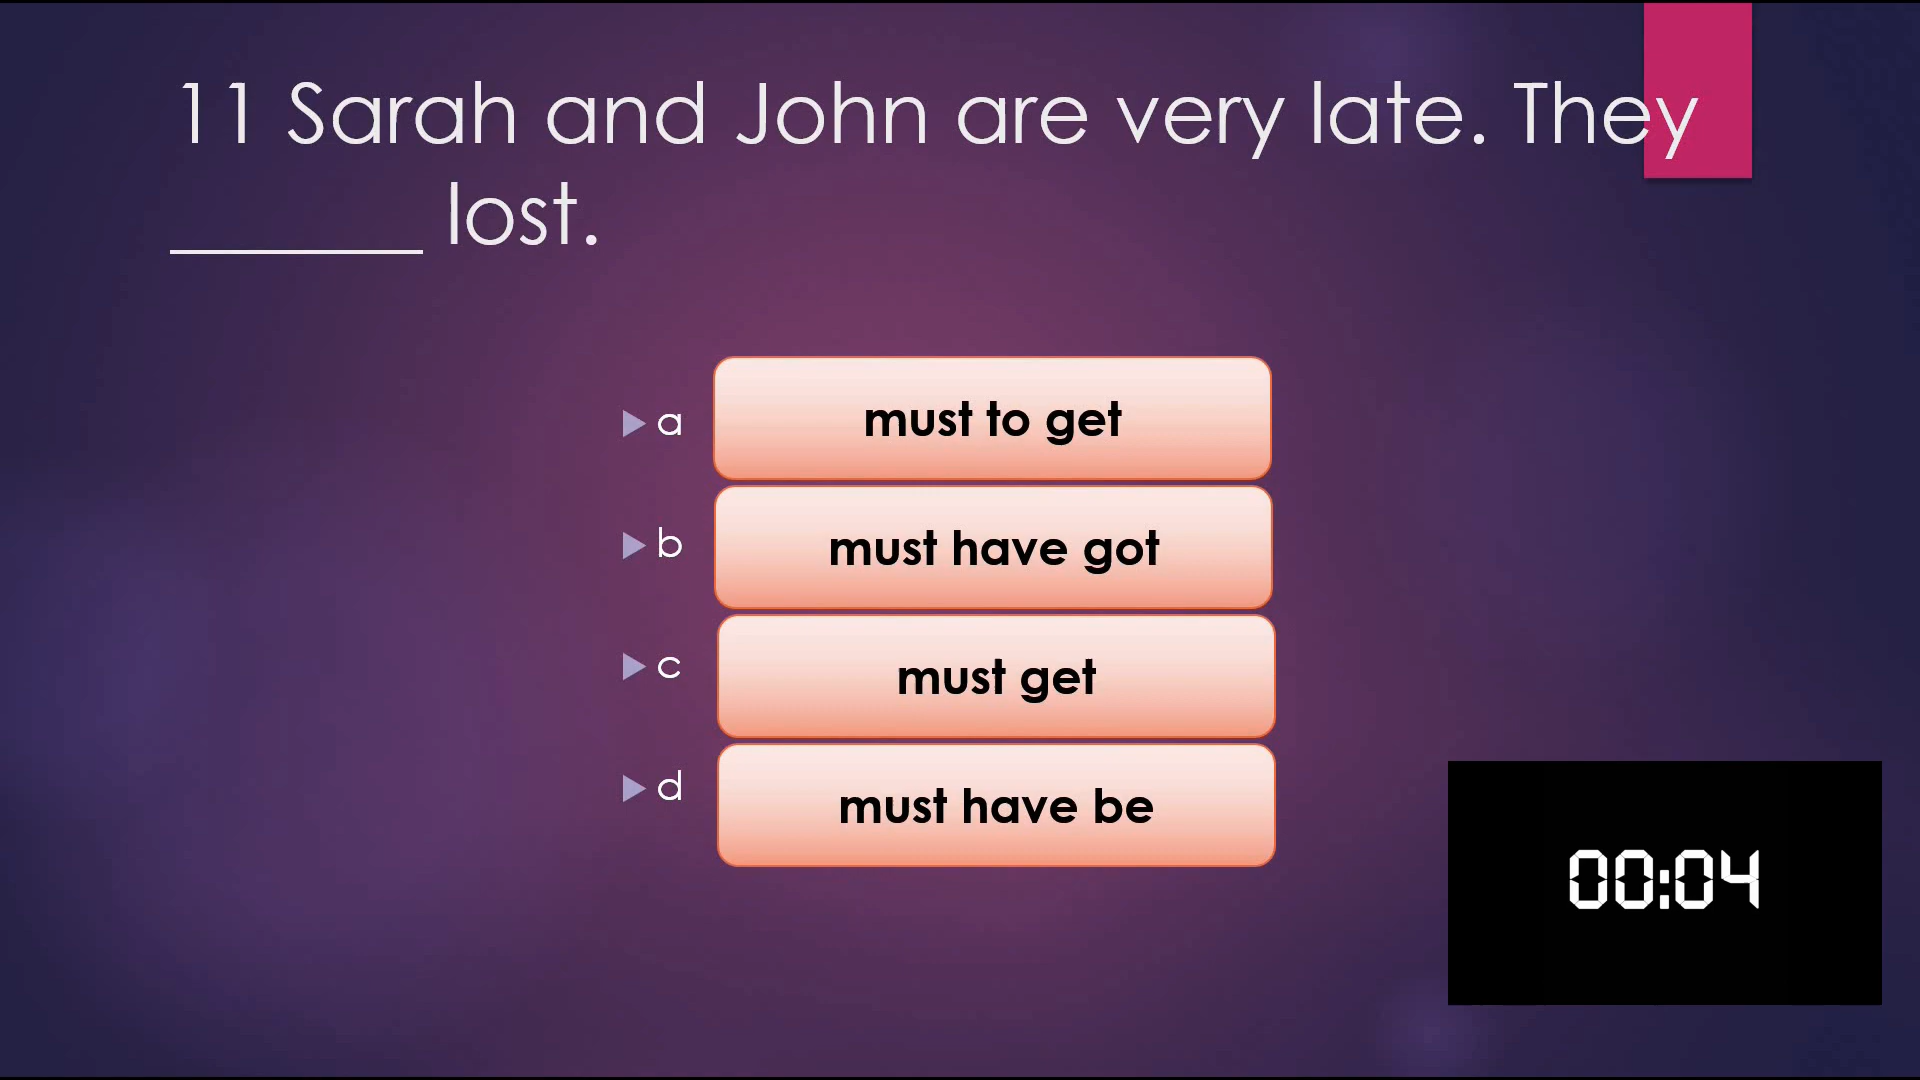 11 Sarah and John are very late. They
______ lost.
a must to get
b must have got
c must get
d must have be
00:04